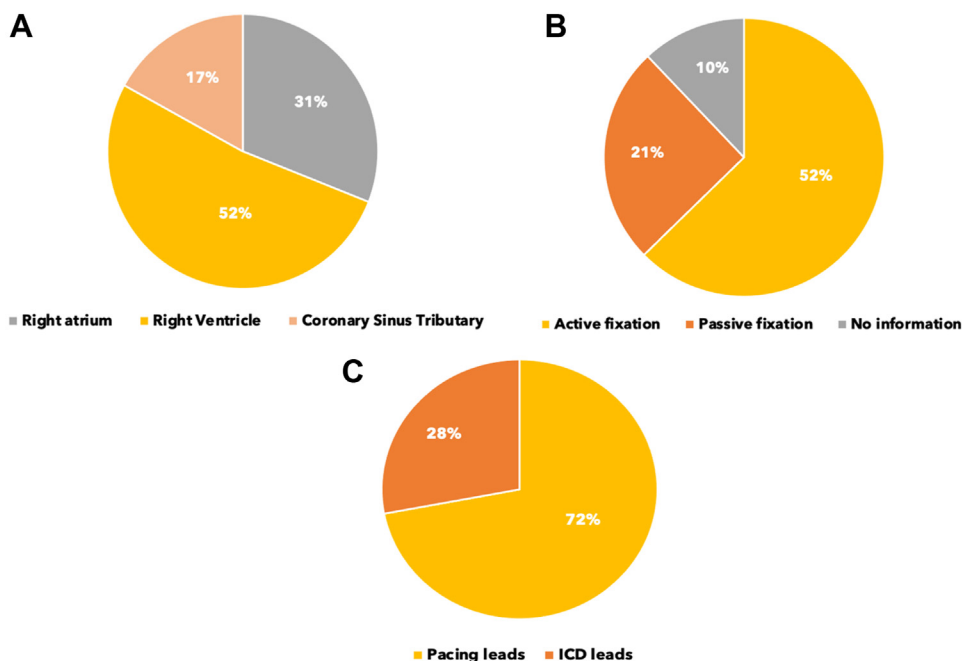 A
17%
31%
52%
Right atrium Right Ventricle Coronary Sinus Tributary
B
10%
21%
52%
Active fixation Passive fixation No information
C
28%
72%
Pacing leads ICD leads